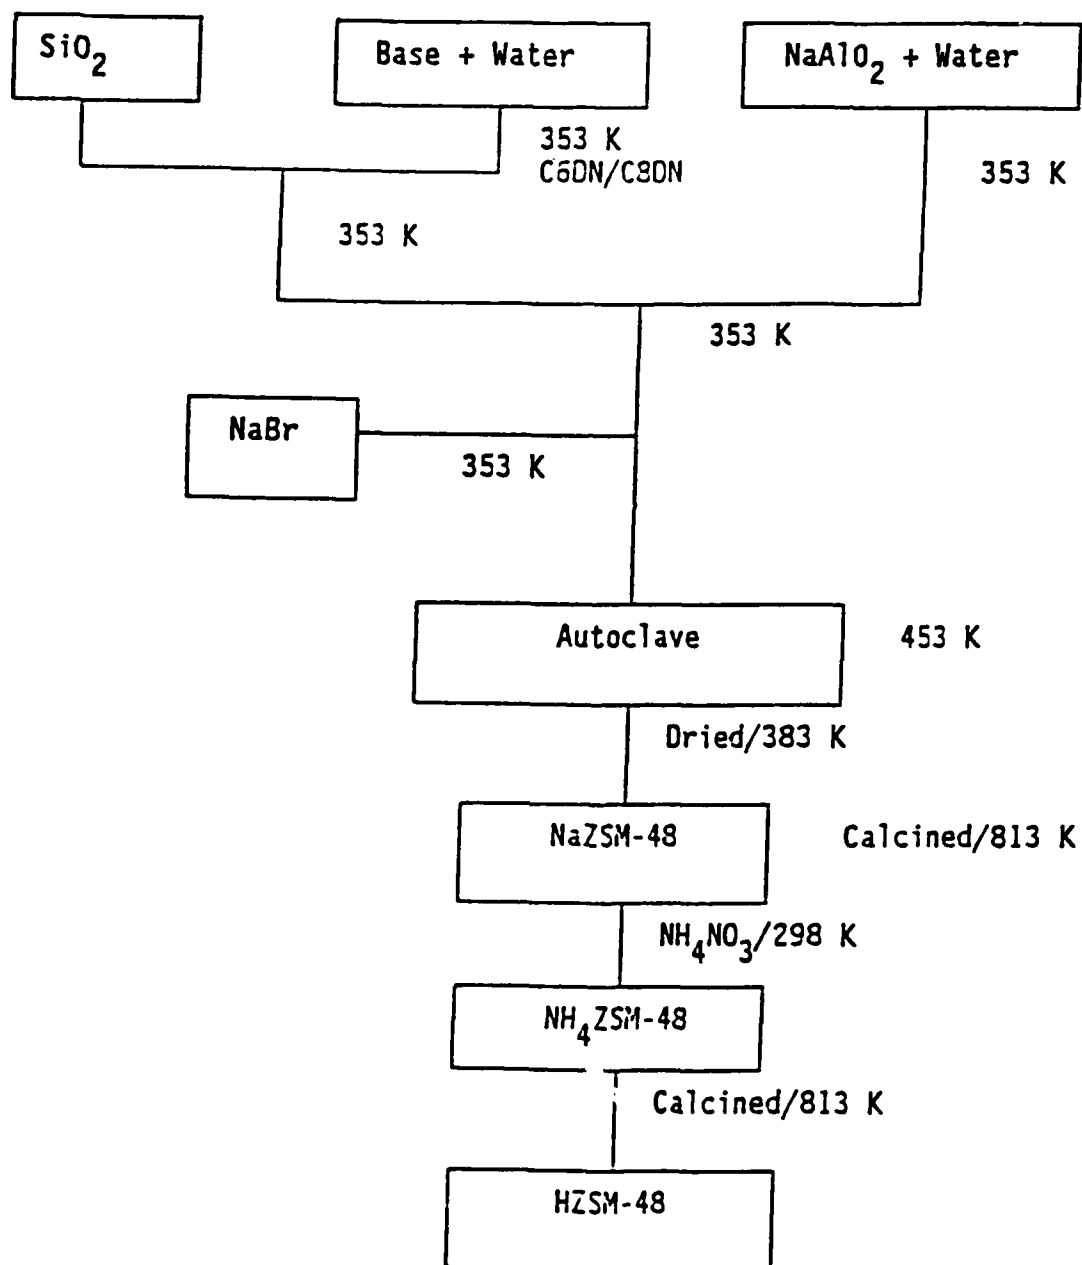 SiO2
Base + Water
NaAlO2 + Water
353 K
C6DN/C8DN
353 K
353 K
353 K
NaBr
353 K
Autoclave
453 K
Dried/383 K
NaZSM-48
Calcined/813 K
NH4NO3/298 K
NH4ZSM-48
Calcined/813 K
HZSM-48